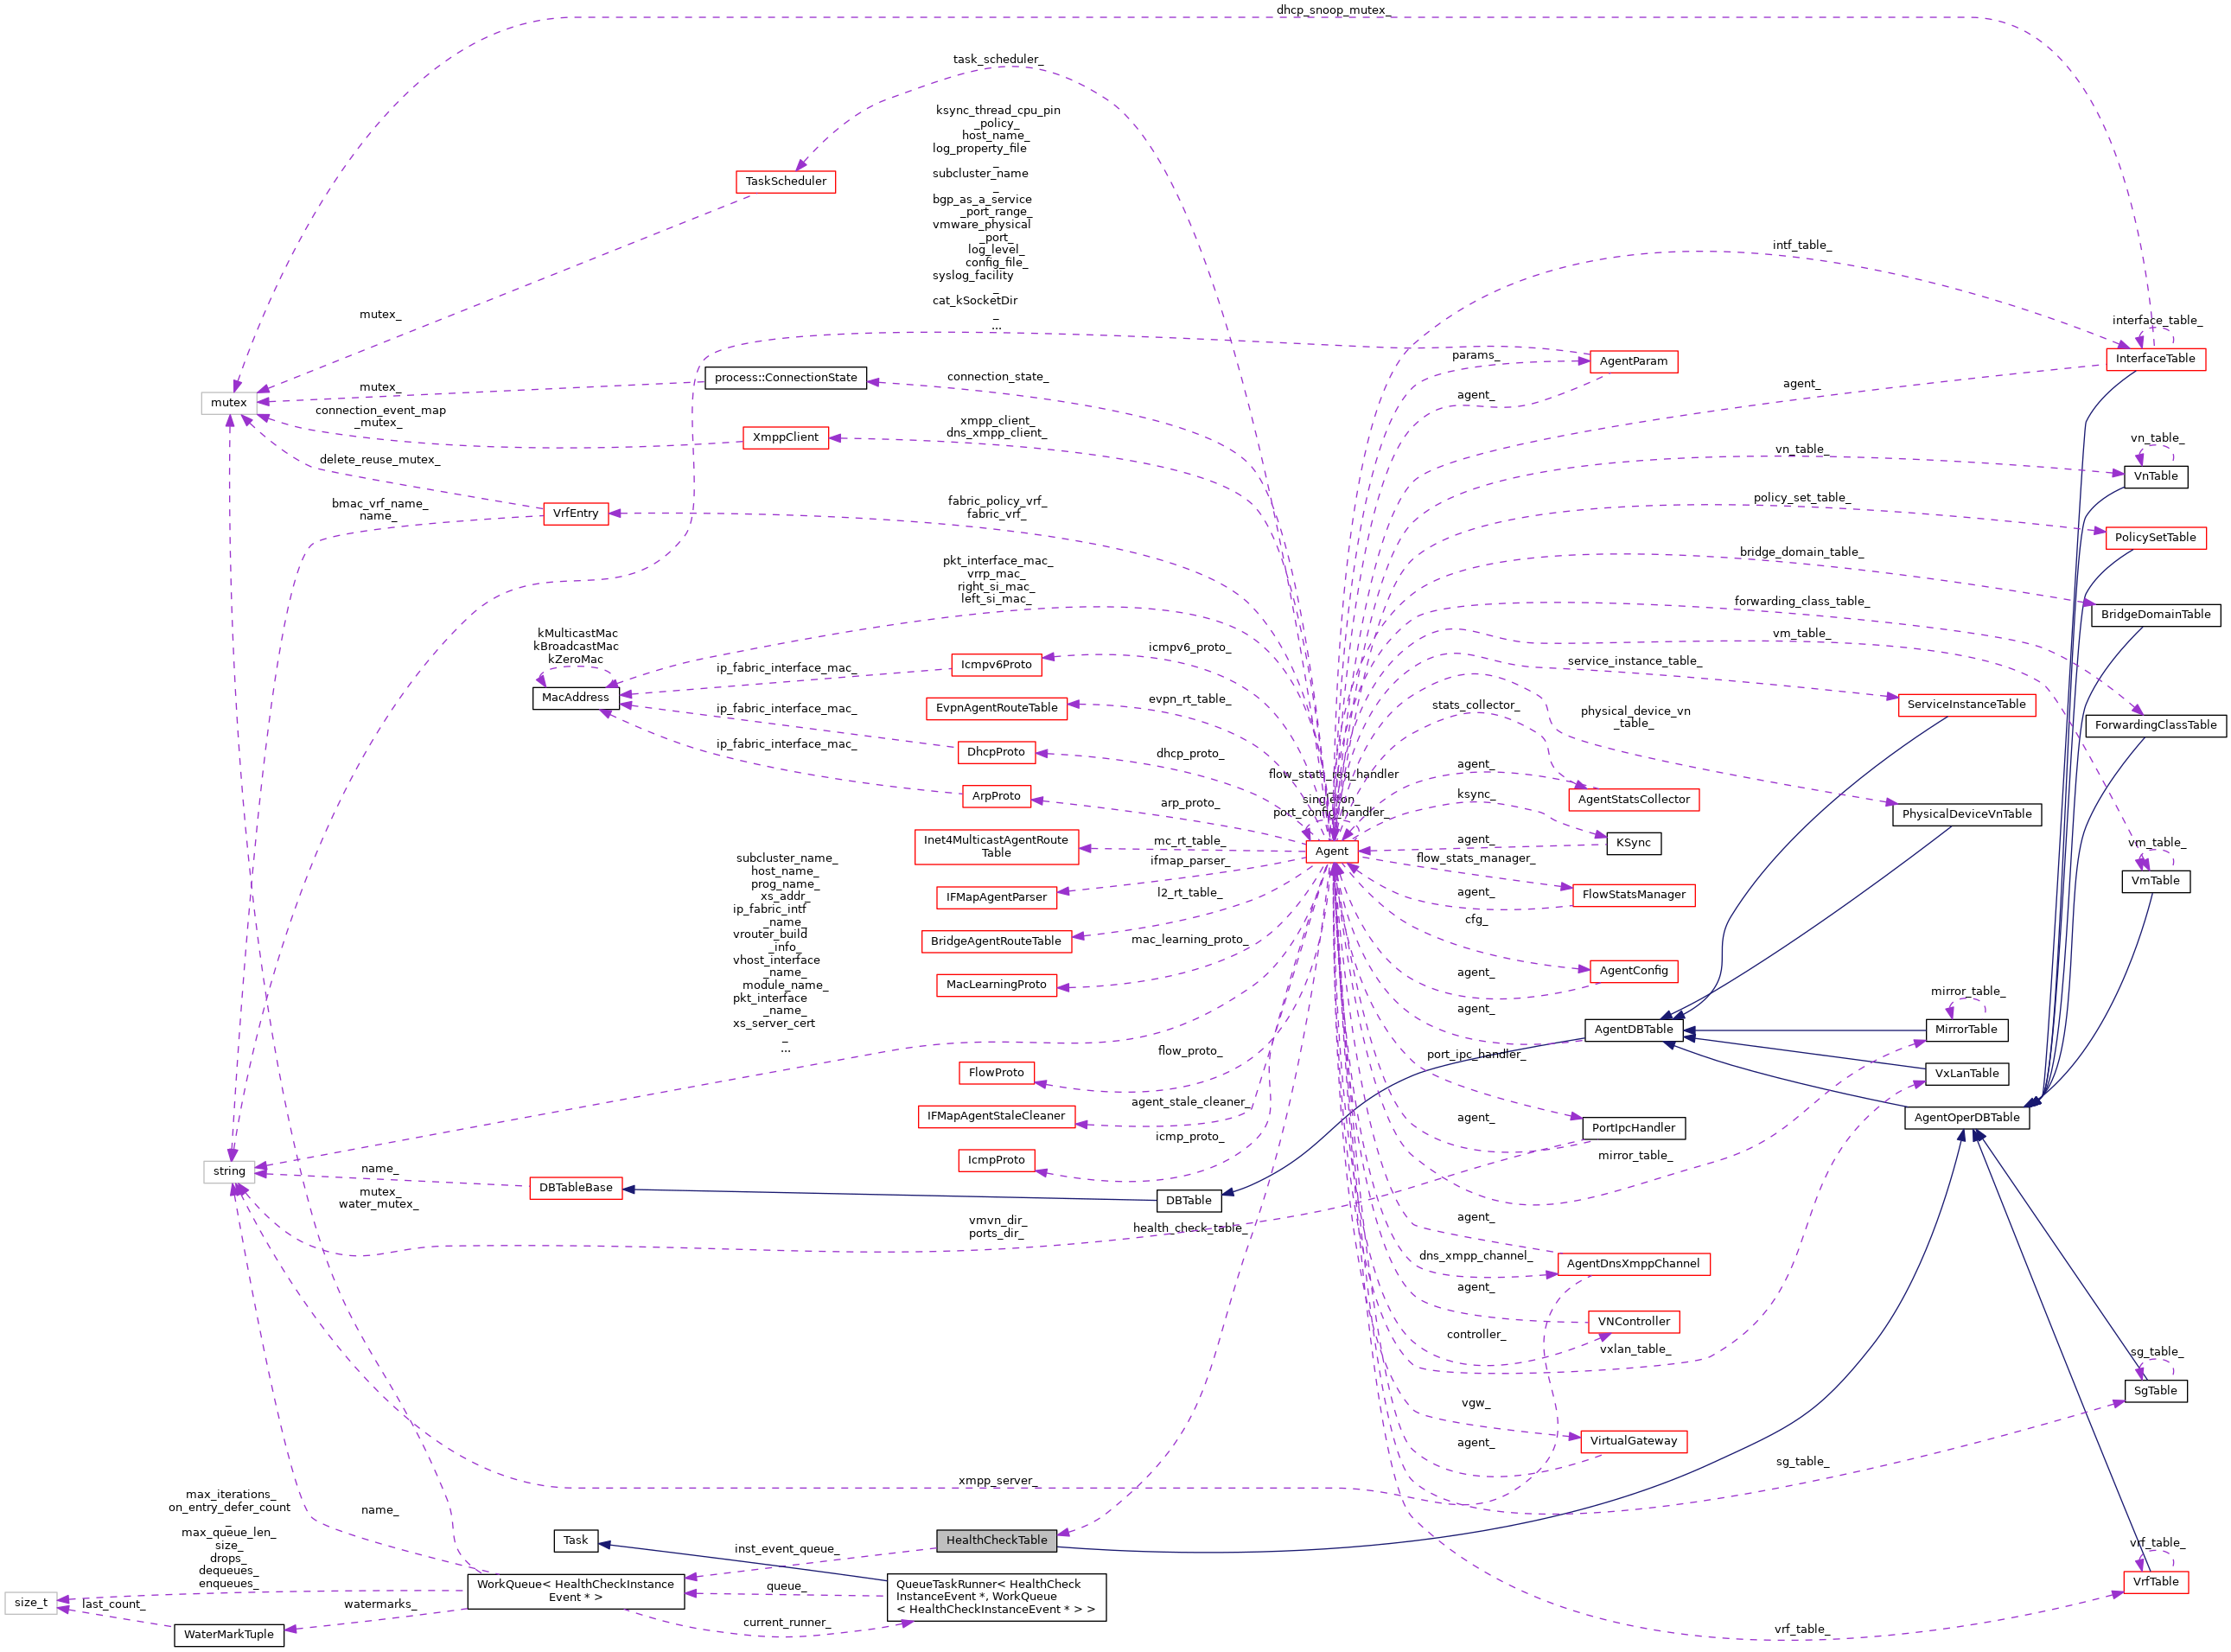 dhcp_snoop_mutex_
task_scheduler_
ksync_thread_cpu_pin
_policy_
host_name_
log_property_file
_
subcluster_name
_
bgp_as_a_service
_port_range_
vmware_physical
_port_
log_level_
config_file_
syslog_facility
_
cat_kSocketDir
_
...
TaskScheduler
intf_table_
mutex_
interface_table_
InterfaceTable
params_
AgentParam
agent_
agent_
process::ConnectionState
connection_state_
mutex_
mutex
connection_event_map
_mutex_
XmppClient
xmpp_client_
dns_xmpp_client_
vn_table_
vn_table_
VnTable
delete_reuse_mutex_
bmac_vrf_name_
name_
VrfEntry
fabric_policy_vrf_
fabric_vrf_
policy_set_table_
PolicySetTable
bridge_domain_table_
BridgeDomainTable
pkt_interface_mac_
vrrp_mac_
right_si_mac_
left_si_mac_
forwarding_class_table_
ForwardingClassTable
kMulticastMac
kBroadcastMac
kZeroMac
MacAddress
ip_fabric_interface_mac_
Icmpv6Proto
icmpv6_proto_
vm_table_
service_instance_table_
ServiceInstanceTable
EvpnAgentRouteTable
evpn_rt_table_
stats_collector_
physical_device_vn
_table_
ip_fabric_interface_mac_
DhcpProto
dhcp_proto_
ip_fabric_interface_mac_
ArpProto
arp_proto_
flow_stats_req_handler
_
singleton_
port_config_handler_
agent_
AgentStatsCollector
ksync_
PhysicalDeviceVnTable
Inet4MulticastAgentRoute
Table
mc_rt_table_
Agent
agent_
KSync
vm_table_
VmTable
ifmap_parser_
IFMapAgentParser
flow_stats_manager_
FlowStatsManager
agent_
l2_rt_table_
BridgeAgentRouteTable
cfg_
AgentConfig
agent_
mac_learning_proto_
MacLearningProto
subcluster_name_
host_name_
prog_name_
xs_addr_
ip_fabric_intf
_name_
vrouter_build
_info_
vhost_interface
_name_
module_name_
pkt_interface
_name_
xs_server_cert
_
...
agent_
AgentDBTable
mirror_table_
MirrorTable
flow_proto_
FlowProto
port_ipc_handler_
VxLanTable
agent_stale_cleaner_
IFMapAgentStaleCleaner
agent_
PortIpcHandler
AgentOperDBTable
icmp_proto_
IcmpProto
mirror_table_
string
name_
DBTableBase
DBTable
mutex_
water_mutex_
vmvn_dir_
ports_dir_
health_check_table_
agent_
dns_xmpp_channel_
AgentDnsXmppChannel
agent_
VNController
controller_
vxlan_table_
sg_table_
SgTable
vgw_
VirtualGateway
agent_
sg_table_
xmpp_server_
max_iterations_
on_entry_defer_count
_
max_queue_len_
size_
drops_
dequeues_
enqueues_
name_
Task
inst_event_queue_
HealthCheckTable
vrf_table_
VrfTable
WorkQueue< HealthCheckInstance
Event * >
queue_
QueueTaskRunner< HealthCheck
InstanceEvent *, WorkQueue
< HealthCheckInstanceEvent * > >
size_t
last_count_
watermarks_
WaterMarkTuple
current_runner_
vrf_table_